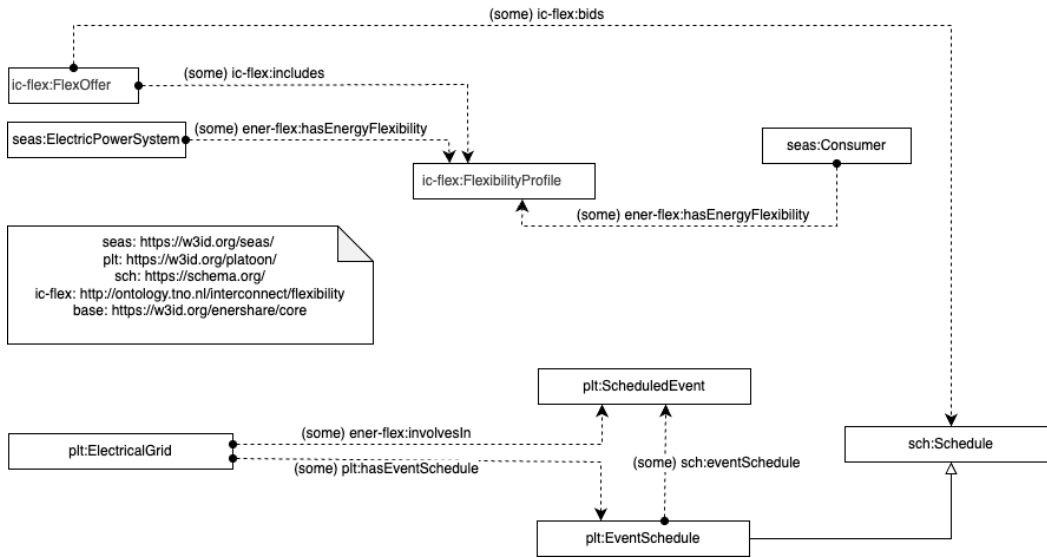 (some) ic-flex:bids
ic-flex:FlexOffer
(some) ic-flex:includes
seas:ElectricPowerSystem
(some) ener-flex:hasEnergyFlexibility
seas:Consumer
ic-flex:FlexibilityProfile
(some) ener-flex:hasEnergyFlexibility
seas: https://w3id.org/seas/
plt: https://w3id.org/platoon/
sch: https://schema.org/
ic-flex: http://ontology.tno.nl/interconnect/flexibility
base: https://w3id.org/enershare/core
plt:ScheduledEvent
plt:ElectricalGrid
(some) ener-flex:involvesIn
(some) plt:hasEventSchedule
(some) sch:eventSchedule
sch:Schedule
plt:EventSchedule